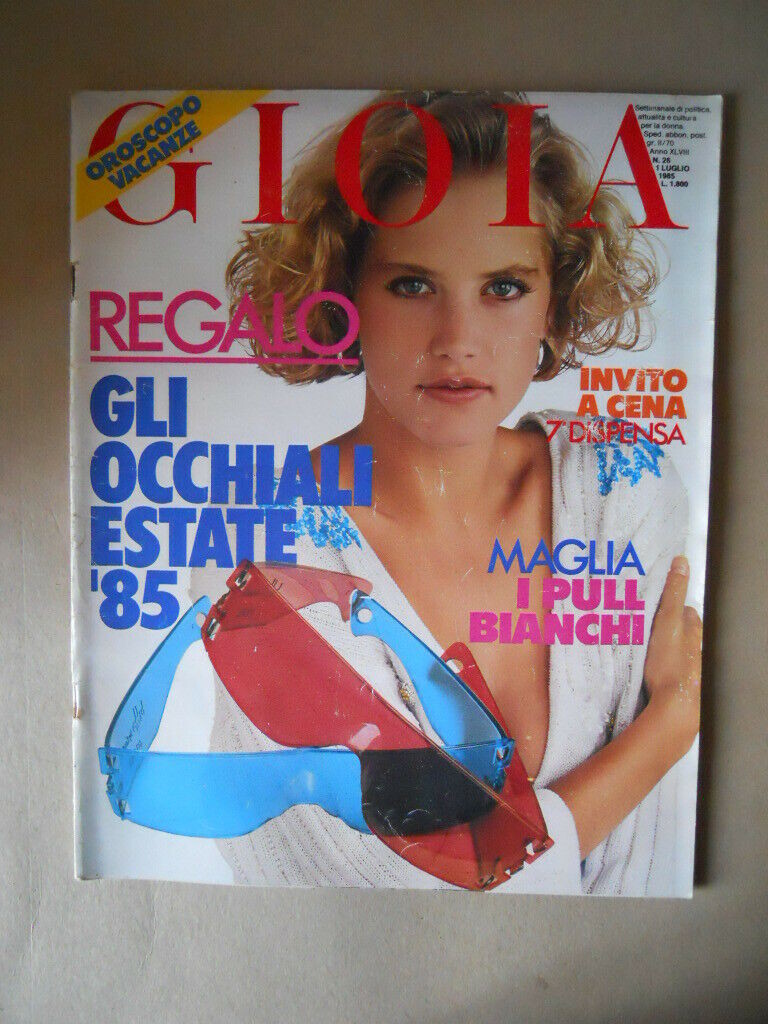 OROSCOPO
VACANZE
GIOIA
Settimanale di politica,
attualità e cultura
per la donna
Sped. abbon. post.
gr. II/70
Anno XLVIII
N. 26
1 LUGLIO
1985
L. 1.800
REGALO
GLI
OCCHIALI
ESTATE
'85
INVITO
A CENA
7ª DISPENSA
MAGLIA
I PULL
BIANCHI